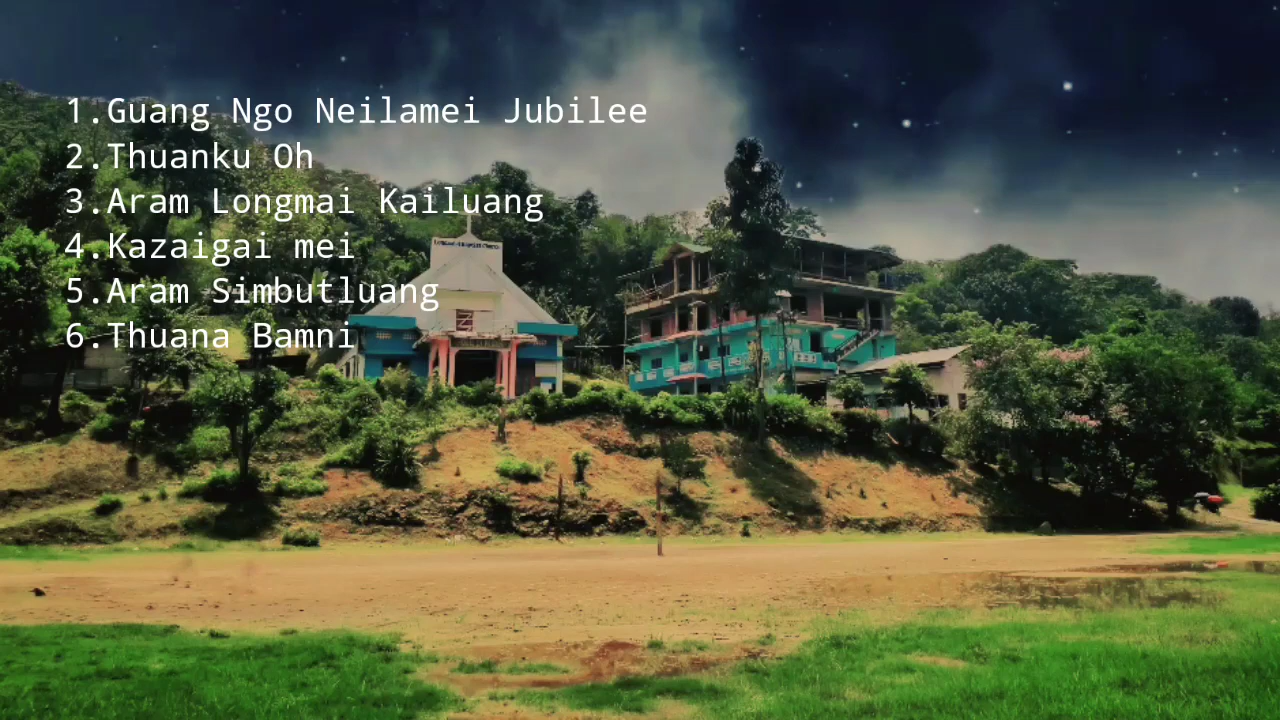 1.Guang Ngo Neilamei Jubilee
2.Thuanku Oh
3.Aram Longmai Kailuang
4.Kazaigai mei
5.Aram Simbutluang
6.Thuana Bamni